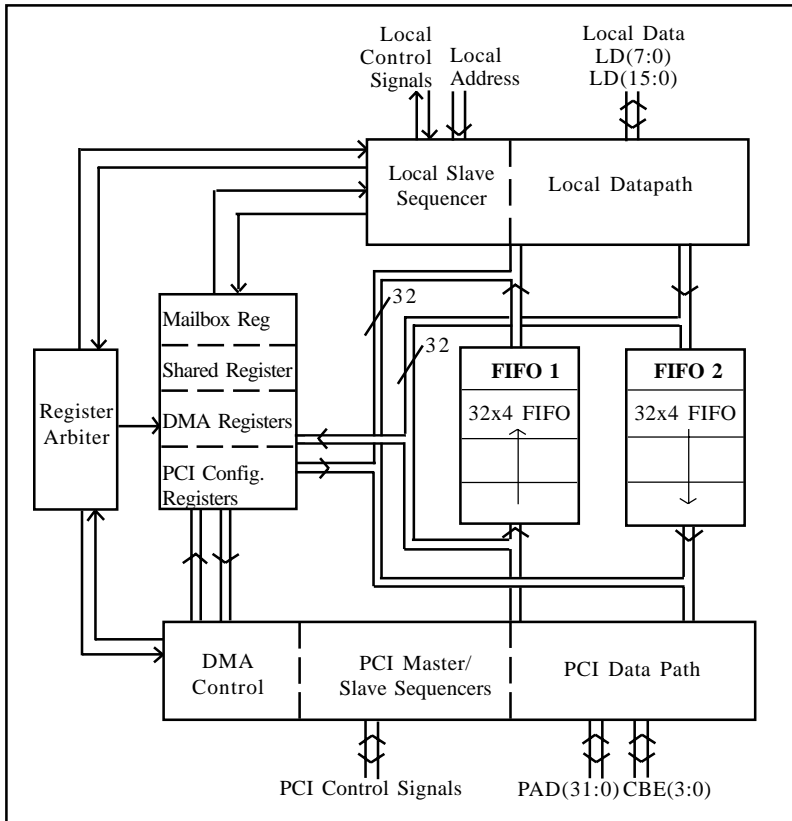 Local
Control
Signals
Local
Address
Local Data
LD(7:0)
LD(15:0)
Local Slave
Sequencer
Local Datapath
32
32
Mailbox Reg
Shared Register
DMA Registers
PCI Config.
Registers
Register
Arbiter
FIFO 1
32x4 FIFO
FIFO 2
32x4 FIFO
DMA
Control
PCI Master/
Slave Sequencers
PCI Data Path
PCI Control Signals
PAD(31:0)
CBE(3:0)